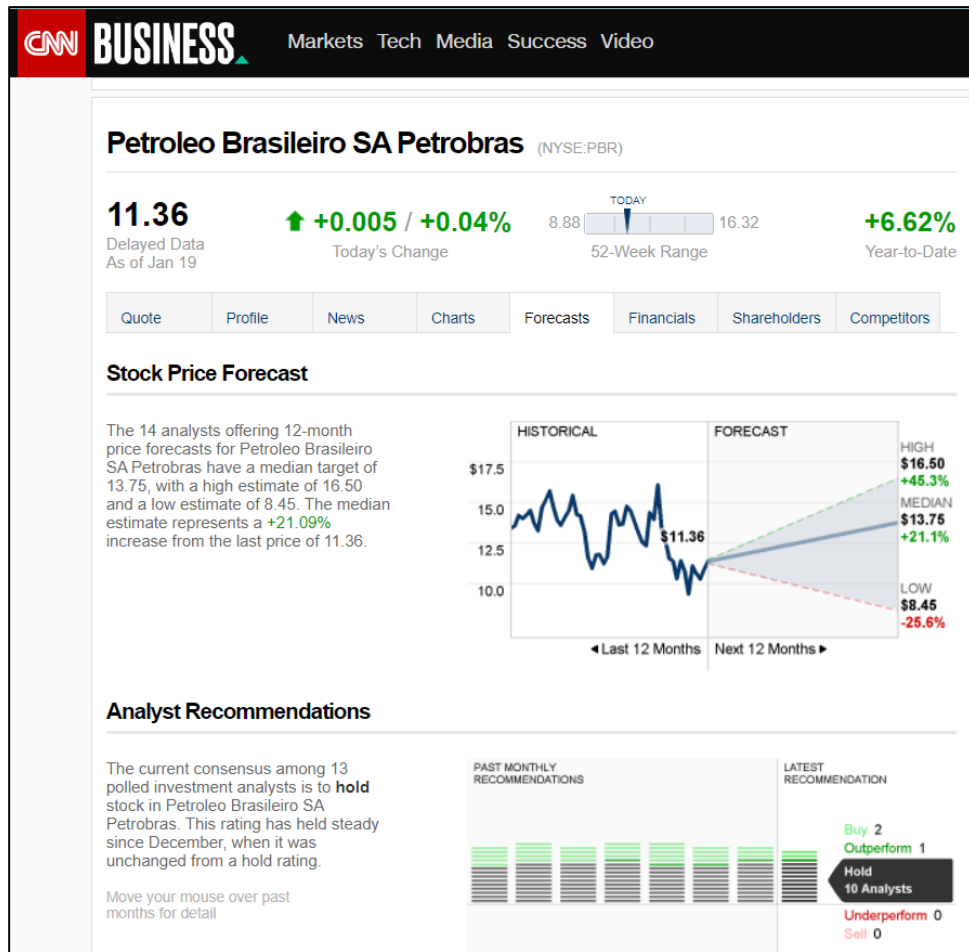 CNN BUSINESS Markets Tech Media Success Video
Petroleo Brasileiro SA Petrobras (NYSE:PBR)
11.36
Delayed Data
As of Jan 19
+0.005 / +0.04%
Today's Change
TODAY
8.88 16.32
52-Week Range
+6.62%
Year-to-Date
Quote Profile News Charts Forecasts Financials Shareholders Competitors
Stock Price Forecast
The 14 analysts offering 12-month
price forecasts for Petroleo Brasileiro
SA Petrobras have a median target of
13.75, with a high estimate of 16.50
and a low estimate of 8.45. The median
estimate represents a +21.09%
increase from the last price of 11.36.
HISTORICAL FORECAST
$17.5
15.0
12.5
10.0
$11.36
HIGH
$16.50
+45.3%
MEDIAN
$13.75
+21.1%
LOW
$8.45
-25.6%
Last 12 Months Next 12 Months
Analyst Recommendations
The current consensus among 13
polled investment analysts is to hold
stock in Petroleo Brasileiro SA
Petrobras. This rating has held steady
since December, when it was
unchanged from a hold rating.
Move your mouse over past
months for detail
PAST MONTHLY
RECOMMENDATIONS
LATEST
RECOMMENDATION
Buy 2
Outperform 1
Hold
10 Analysts
Underperform 0
Sell 0